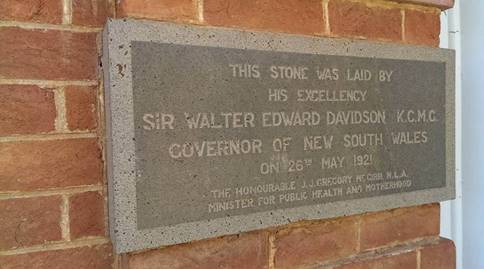 THIS STONE WAS LAID BY
HIS EXCELLENCY
SIR WALTER EDWARD DAVIDSON K.C.M.G.
GOVERNOR OF NEW SOUTH WALES
ON 26TH MAY 1921
THE HONOURABLE J.J. GREGORY McGIRR M.L.A.
MINISTER FOR PUBLIC HEALTH AND MOTHERHOOD